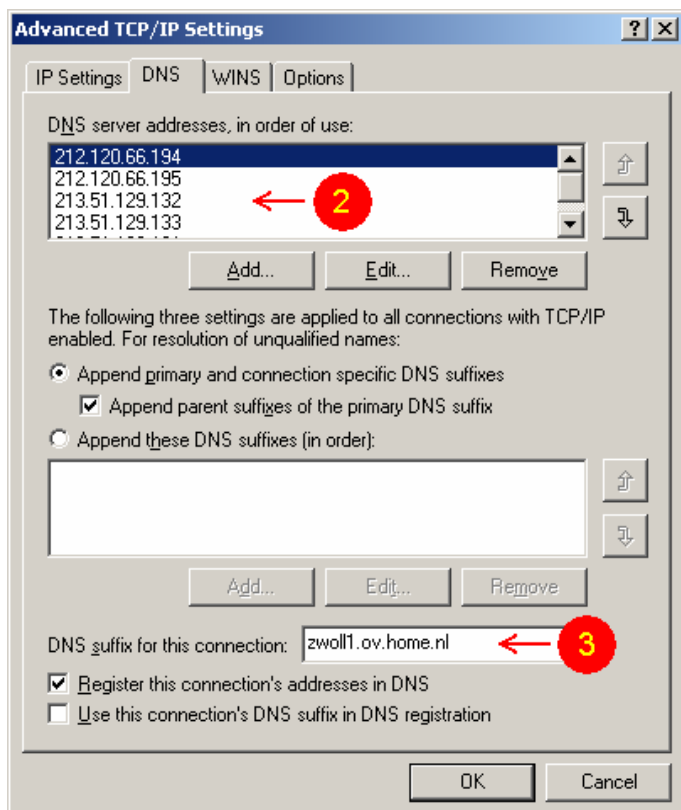 Advanced TCP/IP Settings
IP Settings DNS WINS Options
DNS server addresses, in order of use:
212.120.66.194
212.120.66.195
213.51.129.132
2
213.51.129.133
Add... Edit... Remove
The following three settings are applied to all connections with TCP/IP
enabled. For resolution of unqualified names:
Append primary and connection specific DNS suffixes
Append parent suffixes of the primary DNS suffix
Append these DNS suffixes (in order):
Add... Edit... Remove
DNS suffix for this connection: zwoll1.ov.home.nl 3
Register this connection's addresses in DNS
Use this connection's DNS suffix in DNS registration
OK Cancel